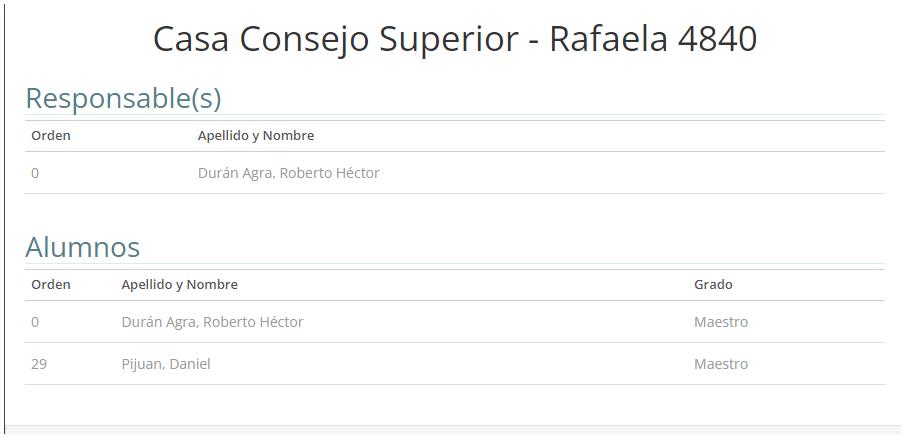 Casa Consejo Superior - Rafaela 4840
Responsable(s)
Orden Apellido y Nombre
0 Durán Agra, Roberto Héctor
Alumnos
Orden Apellido y Nombre Grado
0 Durán Agra, Roberto Héctor Maestro
29 Pijuan, Daniel Maestro